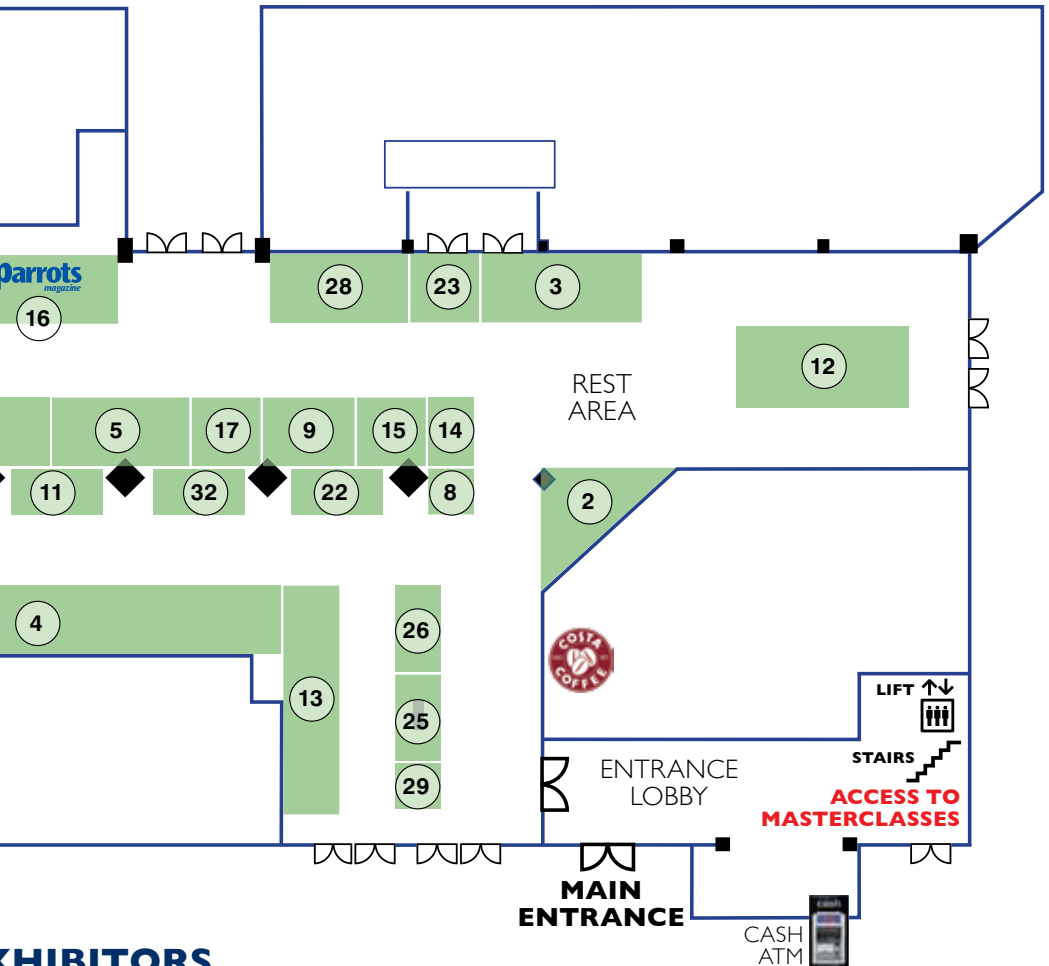 parrots
magazine
16
28
23
3
12
REST
AREA
5
17
9
15
14
11
32
22
8
2
4
13
26
25
29
COSTA
COFFEE
LIFT
STAIRS
ACCESS TO
MASTERCLASSES
ENTRANCE
LOBBY
MAIN
ENTRANCE
cash
CASH
ATM
XHIBITORS